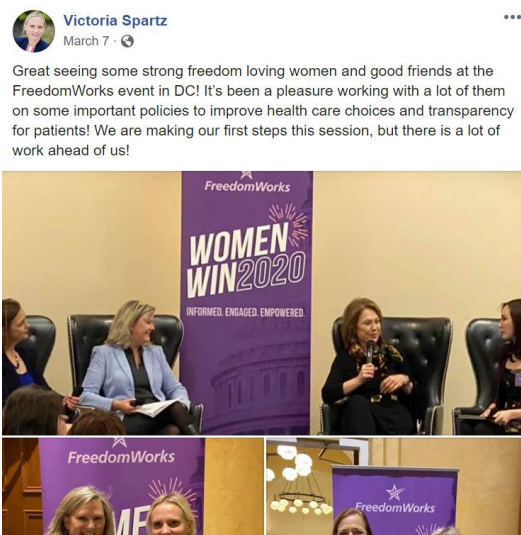 Victoria Spartz
March 7 ·
Great seeing some strong freedom loving women and good friends at the
FreedomWorks event in DC! It’s been a pleasure working with a lot of them
on some important policies to improve health care choices and transparency
for patients! We are making our first steps this session, but there is a lot of
work ahead of us!
FreedomWorks
WOMEN
WIN2020
INFORMED. ENGAGED. EMPOWERED.
FreedomWorks
FreedomWorks